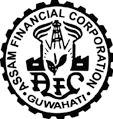 ASSAM FINANCIAL CORPORATION
AFC
GUWAHATI